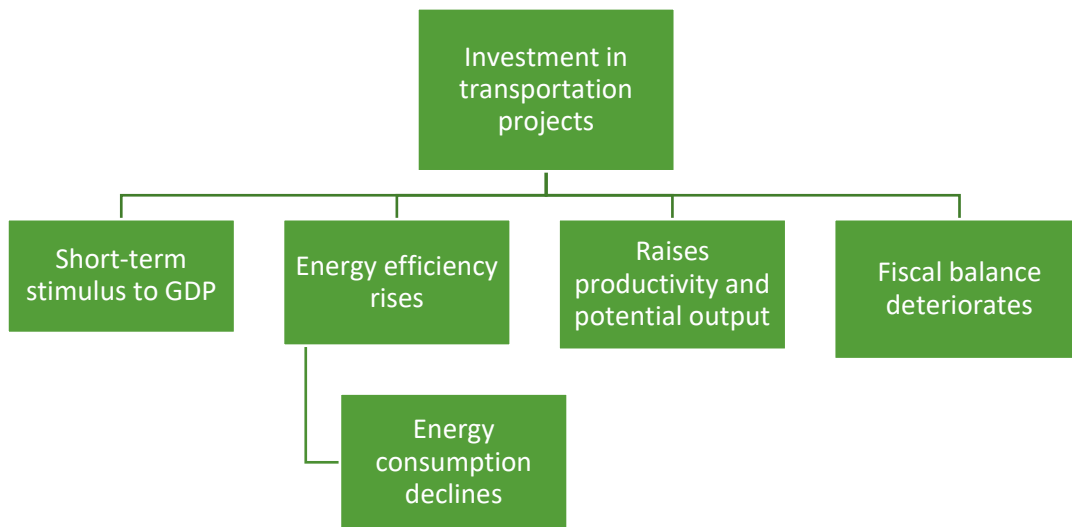 Investment in
transportation
projects
Short-term
stimulus to GDP
Energy efficiency
rises
Raises
productivity and
potential output
Fiscal balance
deteriorates
Energy
consumption
declines